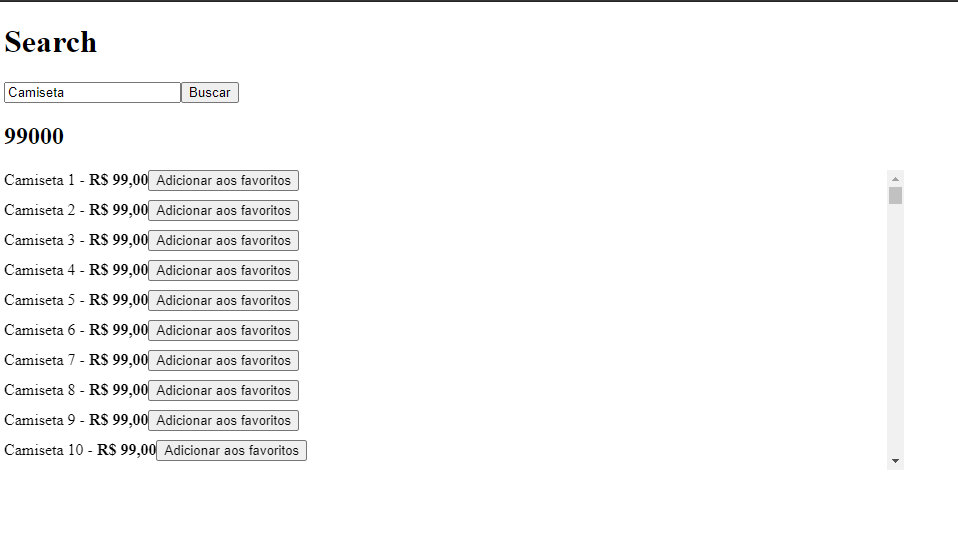 Search
Camiseta Buscar
99000
Camiseta 1 - R$ 99,00 Adicionar aos favoritos
Camiseta 2 - R$ 99,00 Adicionar aos favoritos
Camiseta 3 - R$ 99,00 Adicionar aos favoritos
Camiseta 4 - R$ 99,00 Adicionar aos favoritos
Camiseta 5 - R$ 99,00 Adicionar aos favoritos
Camiseta 6 - R$ 99,00 Adicionar aos favoritos
Camiseta 7 - R$ 99,00 Adicionar aos favoritos
Camiseta 8 - R$ 99,00 Adicionar aos favoritos
Camiseta 9 - R$ 99,00 Adicionar aos favoritos
Camiseta 10 - R$ 99,00 Adicionar aos favoritos